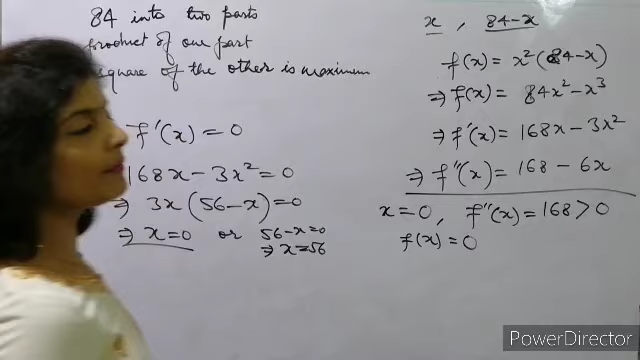 84 into two parts
product of one part
square of the other is maximum
f'(x) = 0
168x - 3x² = 0
⇒ 3x(56-x) = 0
⇒ x=0 or 56-x=0
⇒ x=56
x , 84-x
f(x) = x²(84-x)
⇒ f(x) = 84x² - x³
⇒ f'(x) = 168x - 3x²
⇒ f''(x) = 168 - 6x
x=0, f''(x) = 168 > 0
f(x) = 0
PowerDirector